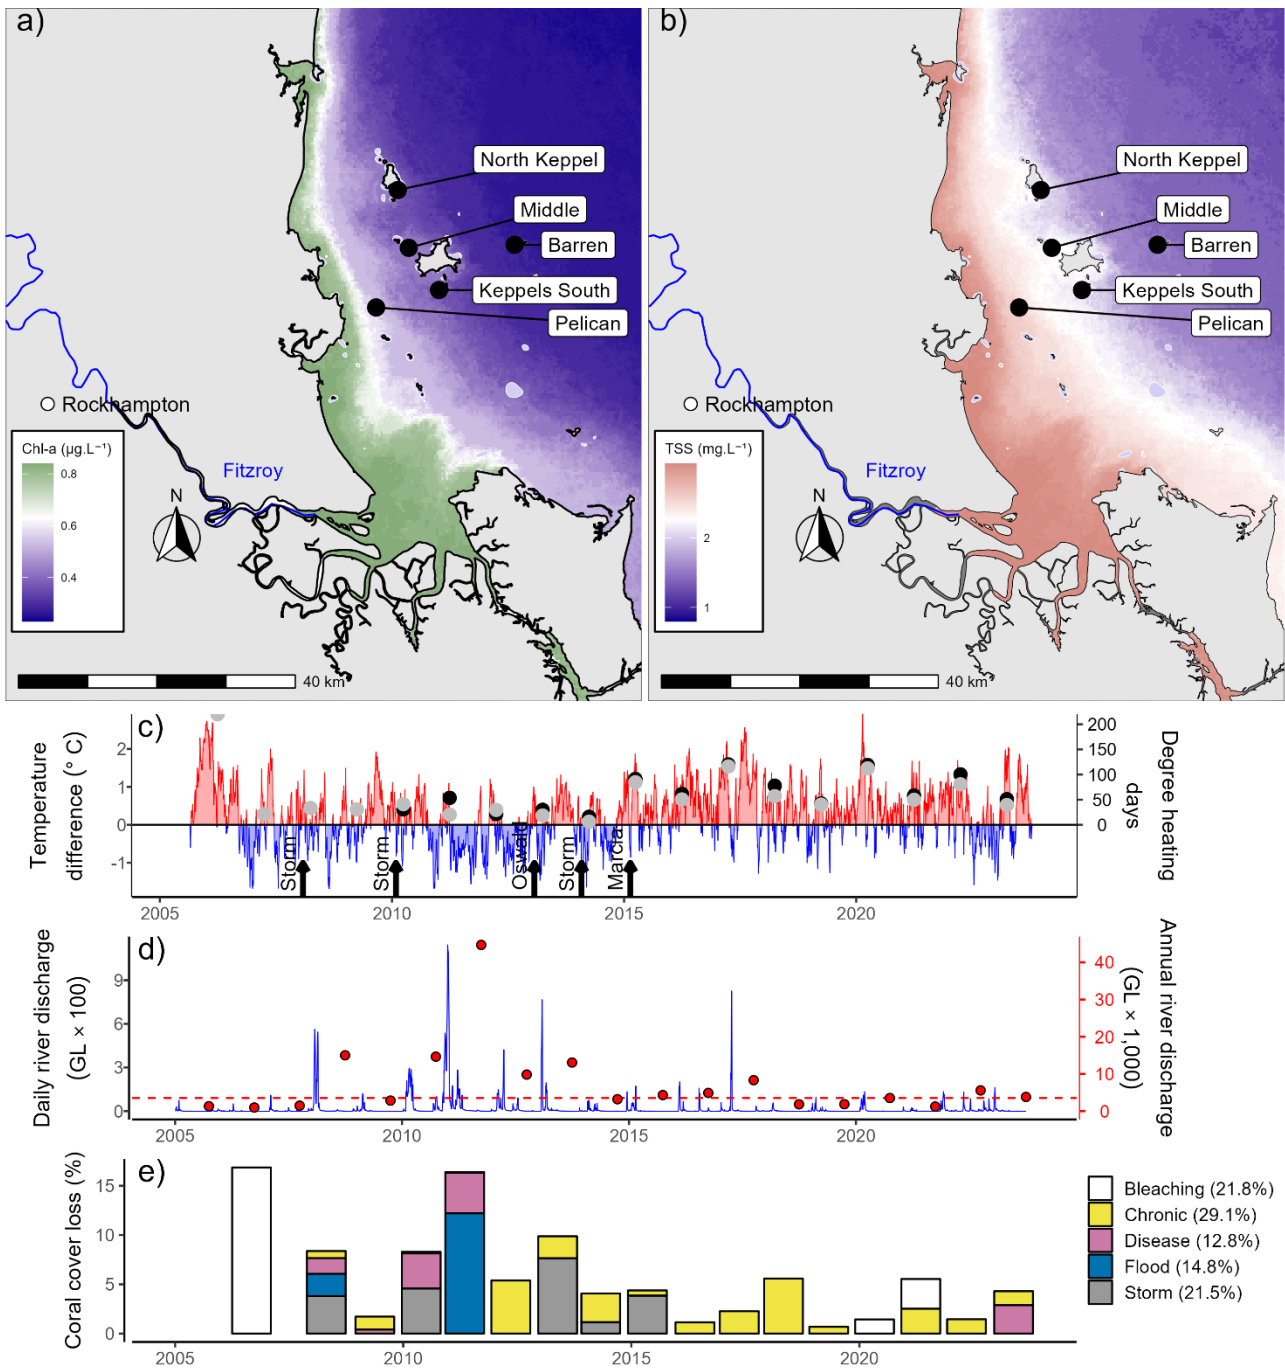 a)
North Keppel
Middle
Barren
Keppels South
Pelican
Rockhampton
Fitzroy
Chl-a (µg.L⁻¹)
0.8
0.6
0.4
N
40 km
b)
North Keppel
Middle
Barren
Keppels South
Pelican
Rockhampton
Fitzroy
TSS (mg.L⁻¹)
2
1
N
40 km
c)
Temperature
difference (° C)
2
1
0
-1
Storm
Storm
Oswald
Storm
Marcia
200
150
100
50
0
Degree heating
days
2005
2010
2015
2020
d)
Daily river discharge
(GL × 100)
9
6
3
0
40
30
20
10
0
Annual river discharge
(GL × 1,000)
2005
2010
2015
2020
e)
Coral cover loss (%)
15
10
5
0
2005
2010
2015
2020
Bleaching (21.8%)
Chronic (29.1%)
Disease (12.8%)
Flood (14.8%)
Storm (21.5%)